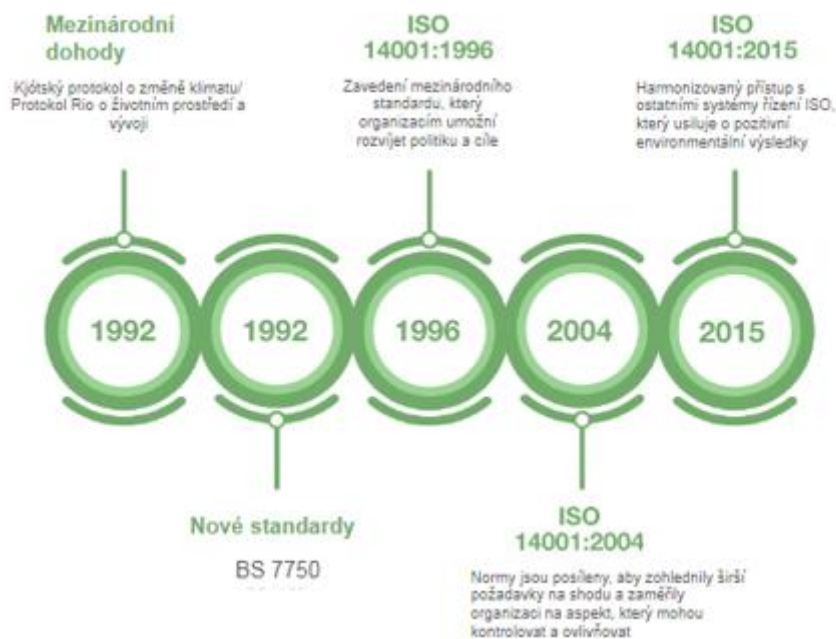 Mezinárodní
dohody
Kjótský protokol o změně klimatu/
Protokol Rio o životním prostředí a
vývoji
ISO
14001:1996
Zavedení mezinárodního
standardu, který
organizacím umožní
rozvíjet politiku a cíle
ISO
14001:2015
Harmonizovaný přístup s
ostatními systémy řízení ISO,
který usiluje o pozitivní
environmentální výsledky
1992
1992
1996
2004
2015
Nové standardy
BS 7750
ISO
14001:2004
Normy jsou posíleny, aby zohlednily širší
požadavky na shodu a zaměřily
organizaci na aspekt, který mohou
kontrolovat a ovlivňovat